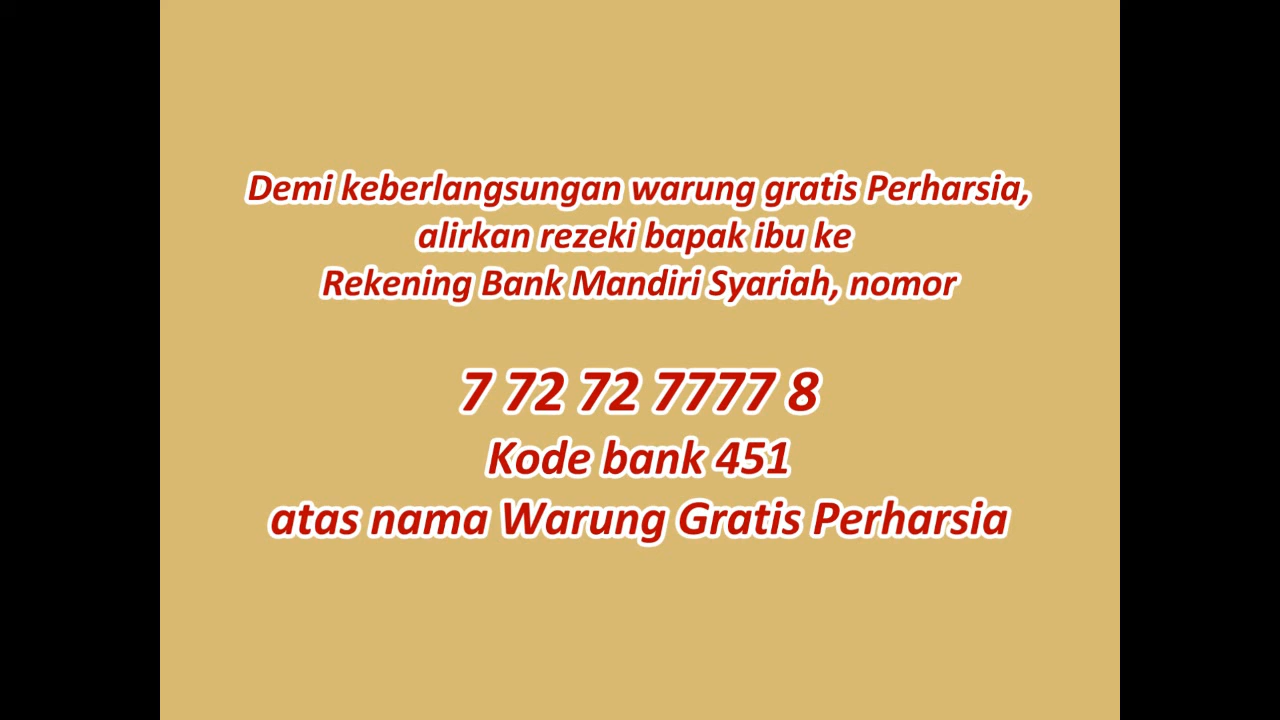 Demi keberlangsungan warung gratis Perharsia,
alirkan rezeki bapak ibu ke
Rekening Bank Mandiri Syariah, nomor
7 72 72 7777 8
Kode bank 451
atas nama Warung Gratis Perharsia